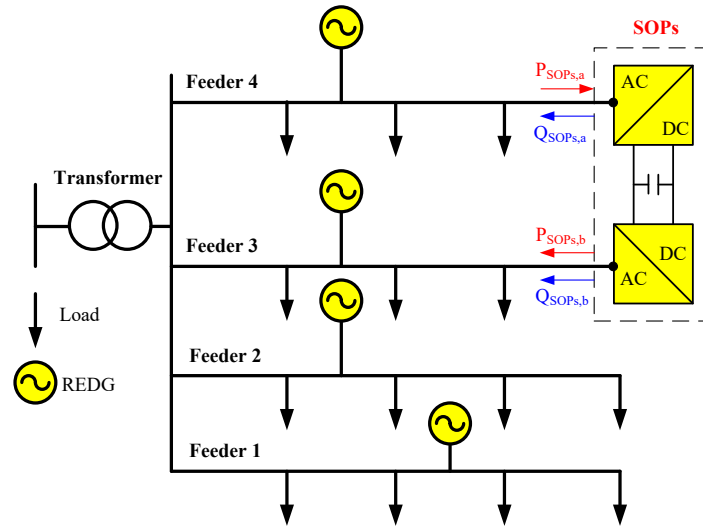 SOPs
Feeder 4
P_SOPs,a
AC
DC
Q_SOPs,a
Transformer
Feeder 3
P_SOPs,b
DC
AC
Q_SOPs,b
Load
Feeder 2
REDG
Feeder 1